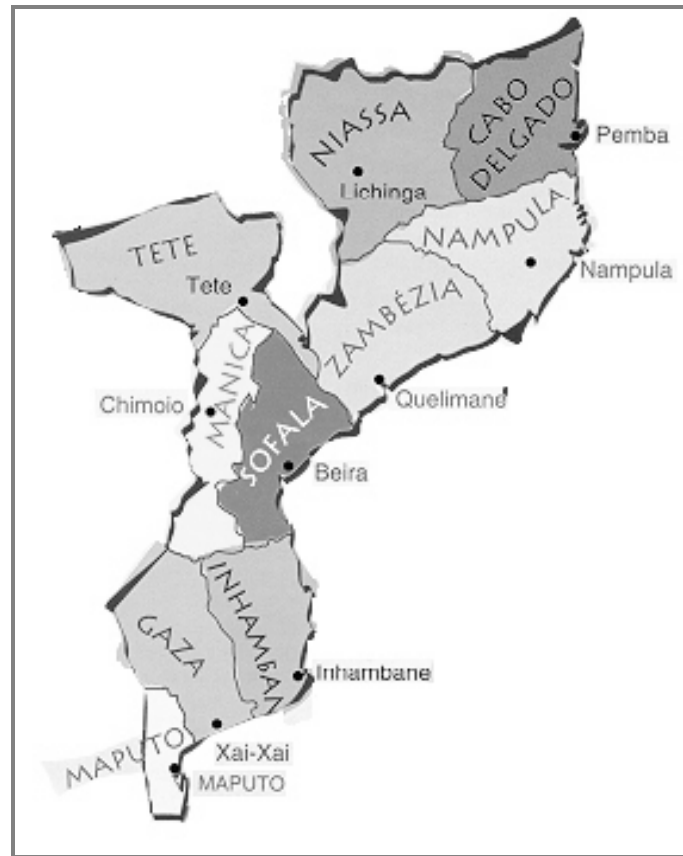 CABO
DELGADO
NIASSA
Pemba
Lichinga
NAMPULA
TETE
Nampula
Tete
ZAMBÉZIA
MANICA
Quelimane
Chimoio
SOFALA
Beira
INHAMBAN
GAZA
Inhambane
Xai-Xai
MAPUTO
MAPUTO